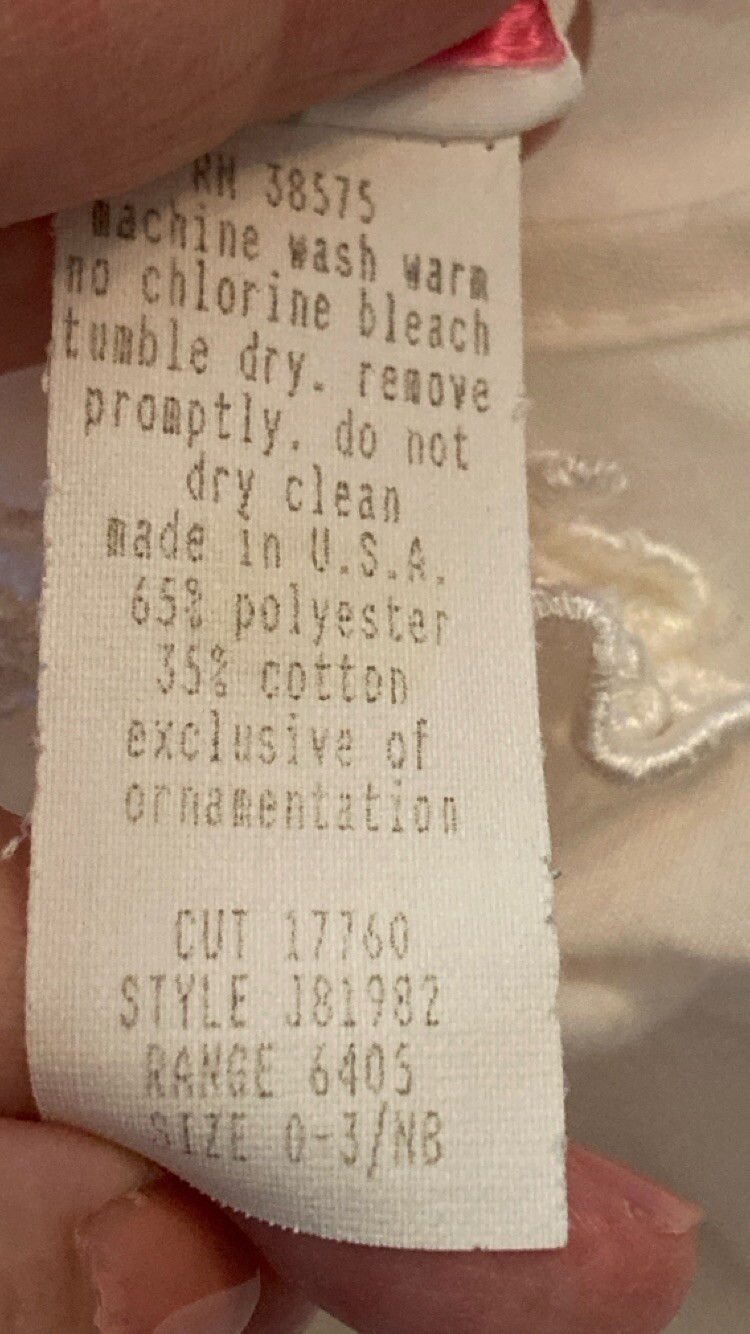 RN 38575
machine wash warm
no chlorine bleach
tumble dry. remove
promptly. do not
dry clean
made in U.S.A.
65% polyester
35% cotton
exclusive of
ornamentation
CUT 17760
STYLE J81982
RANGE 6405
SIZE 0-3/NB